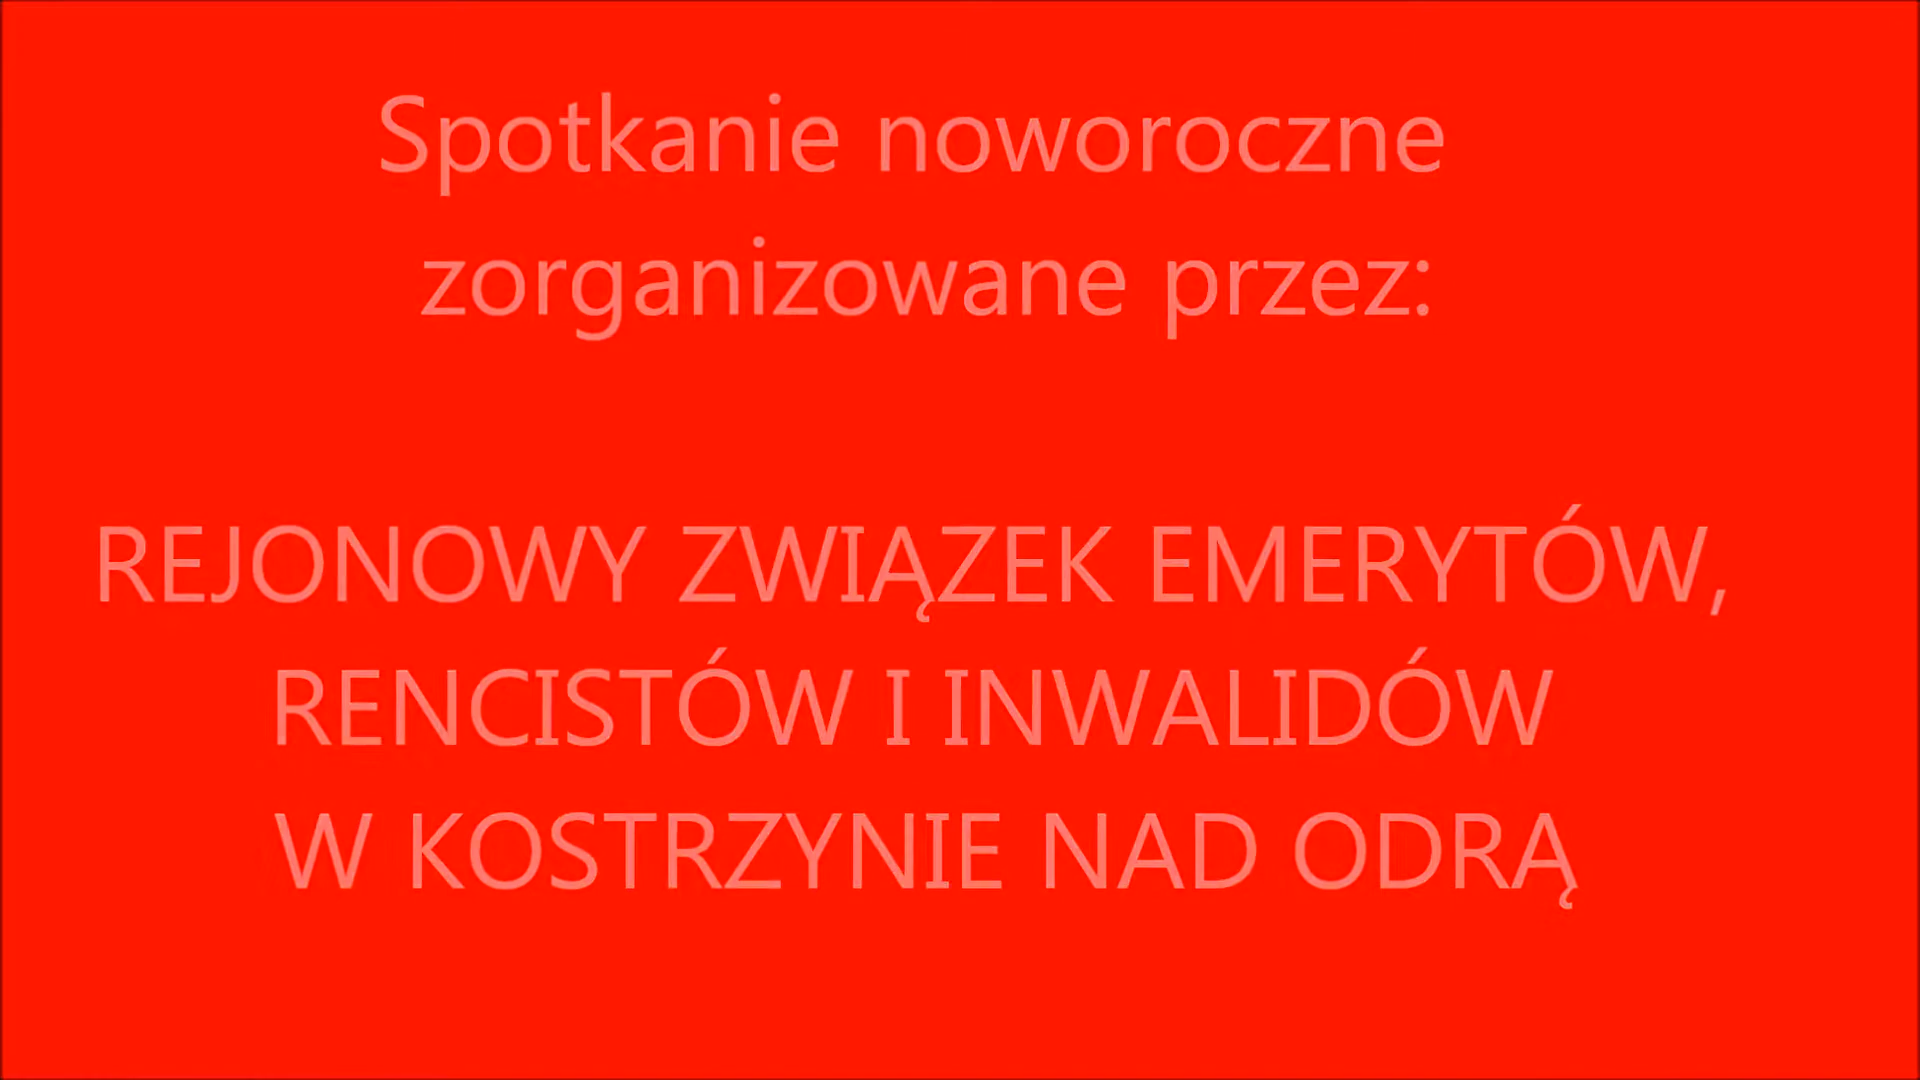 Spotkanie noworoczne
zorganizowane przez:
REJONOWY ZWIĄZEK EMERYTÓW,
RENCISTÓW I INWALIDÓW
W KOSTRZYNIE NAD ODRĄ